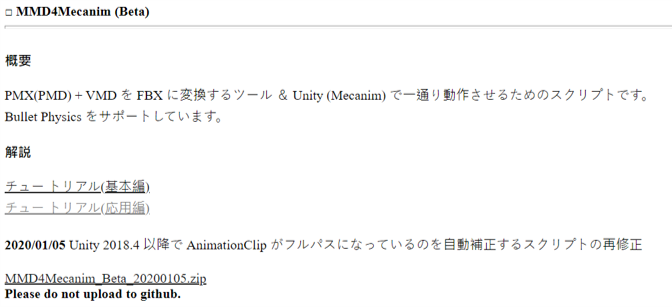 □ MMD4Mecanim (Beta)
概要
PMX(PMD) + VMD を FBX に変換するツール ＆ Unity (Mecanim) で一通り動作させるためのスクリプトです。
Bullet Physics をサポートしています。
解説
チュートリアル(基本編)
チュートリアル(応用編)
2020/01/05 Unity 2018.4 以降で AnimationClip がフルパスになっているのを自動補正するスクリプトの再修正
MMD4Mecanim_Beta_20200105.zip
Please do not upload to github.